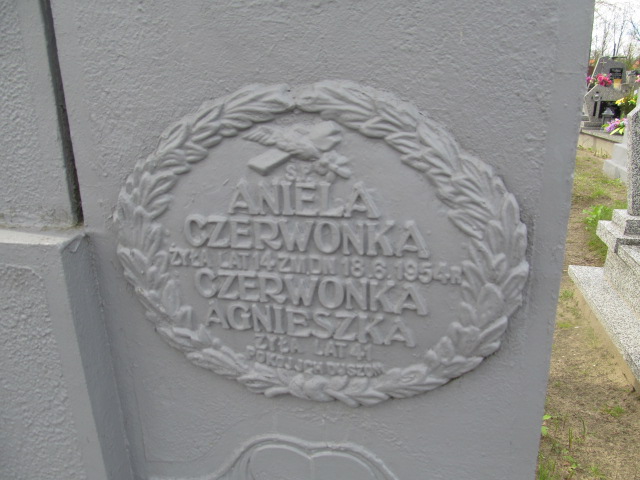 Ś.P.
ANIELA
CZERWONKA
ŻYŁA LAT 14 ZM. DN 18.6.1954 R.
CZERWONKA
AGNIESZKA
ŻYŁA LAT 41
POKÓJ ICH DUSZOM